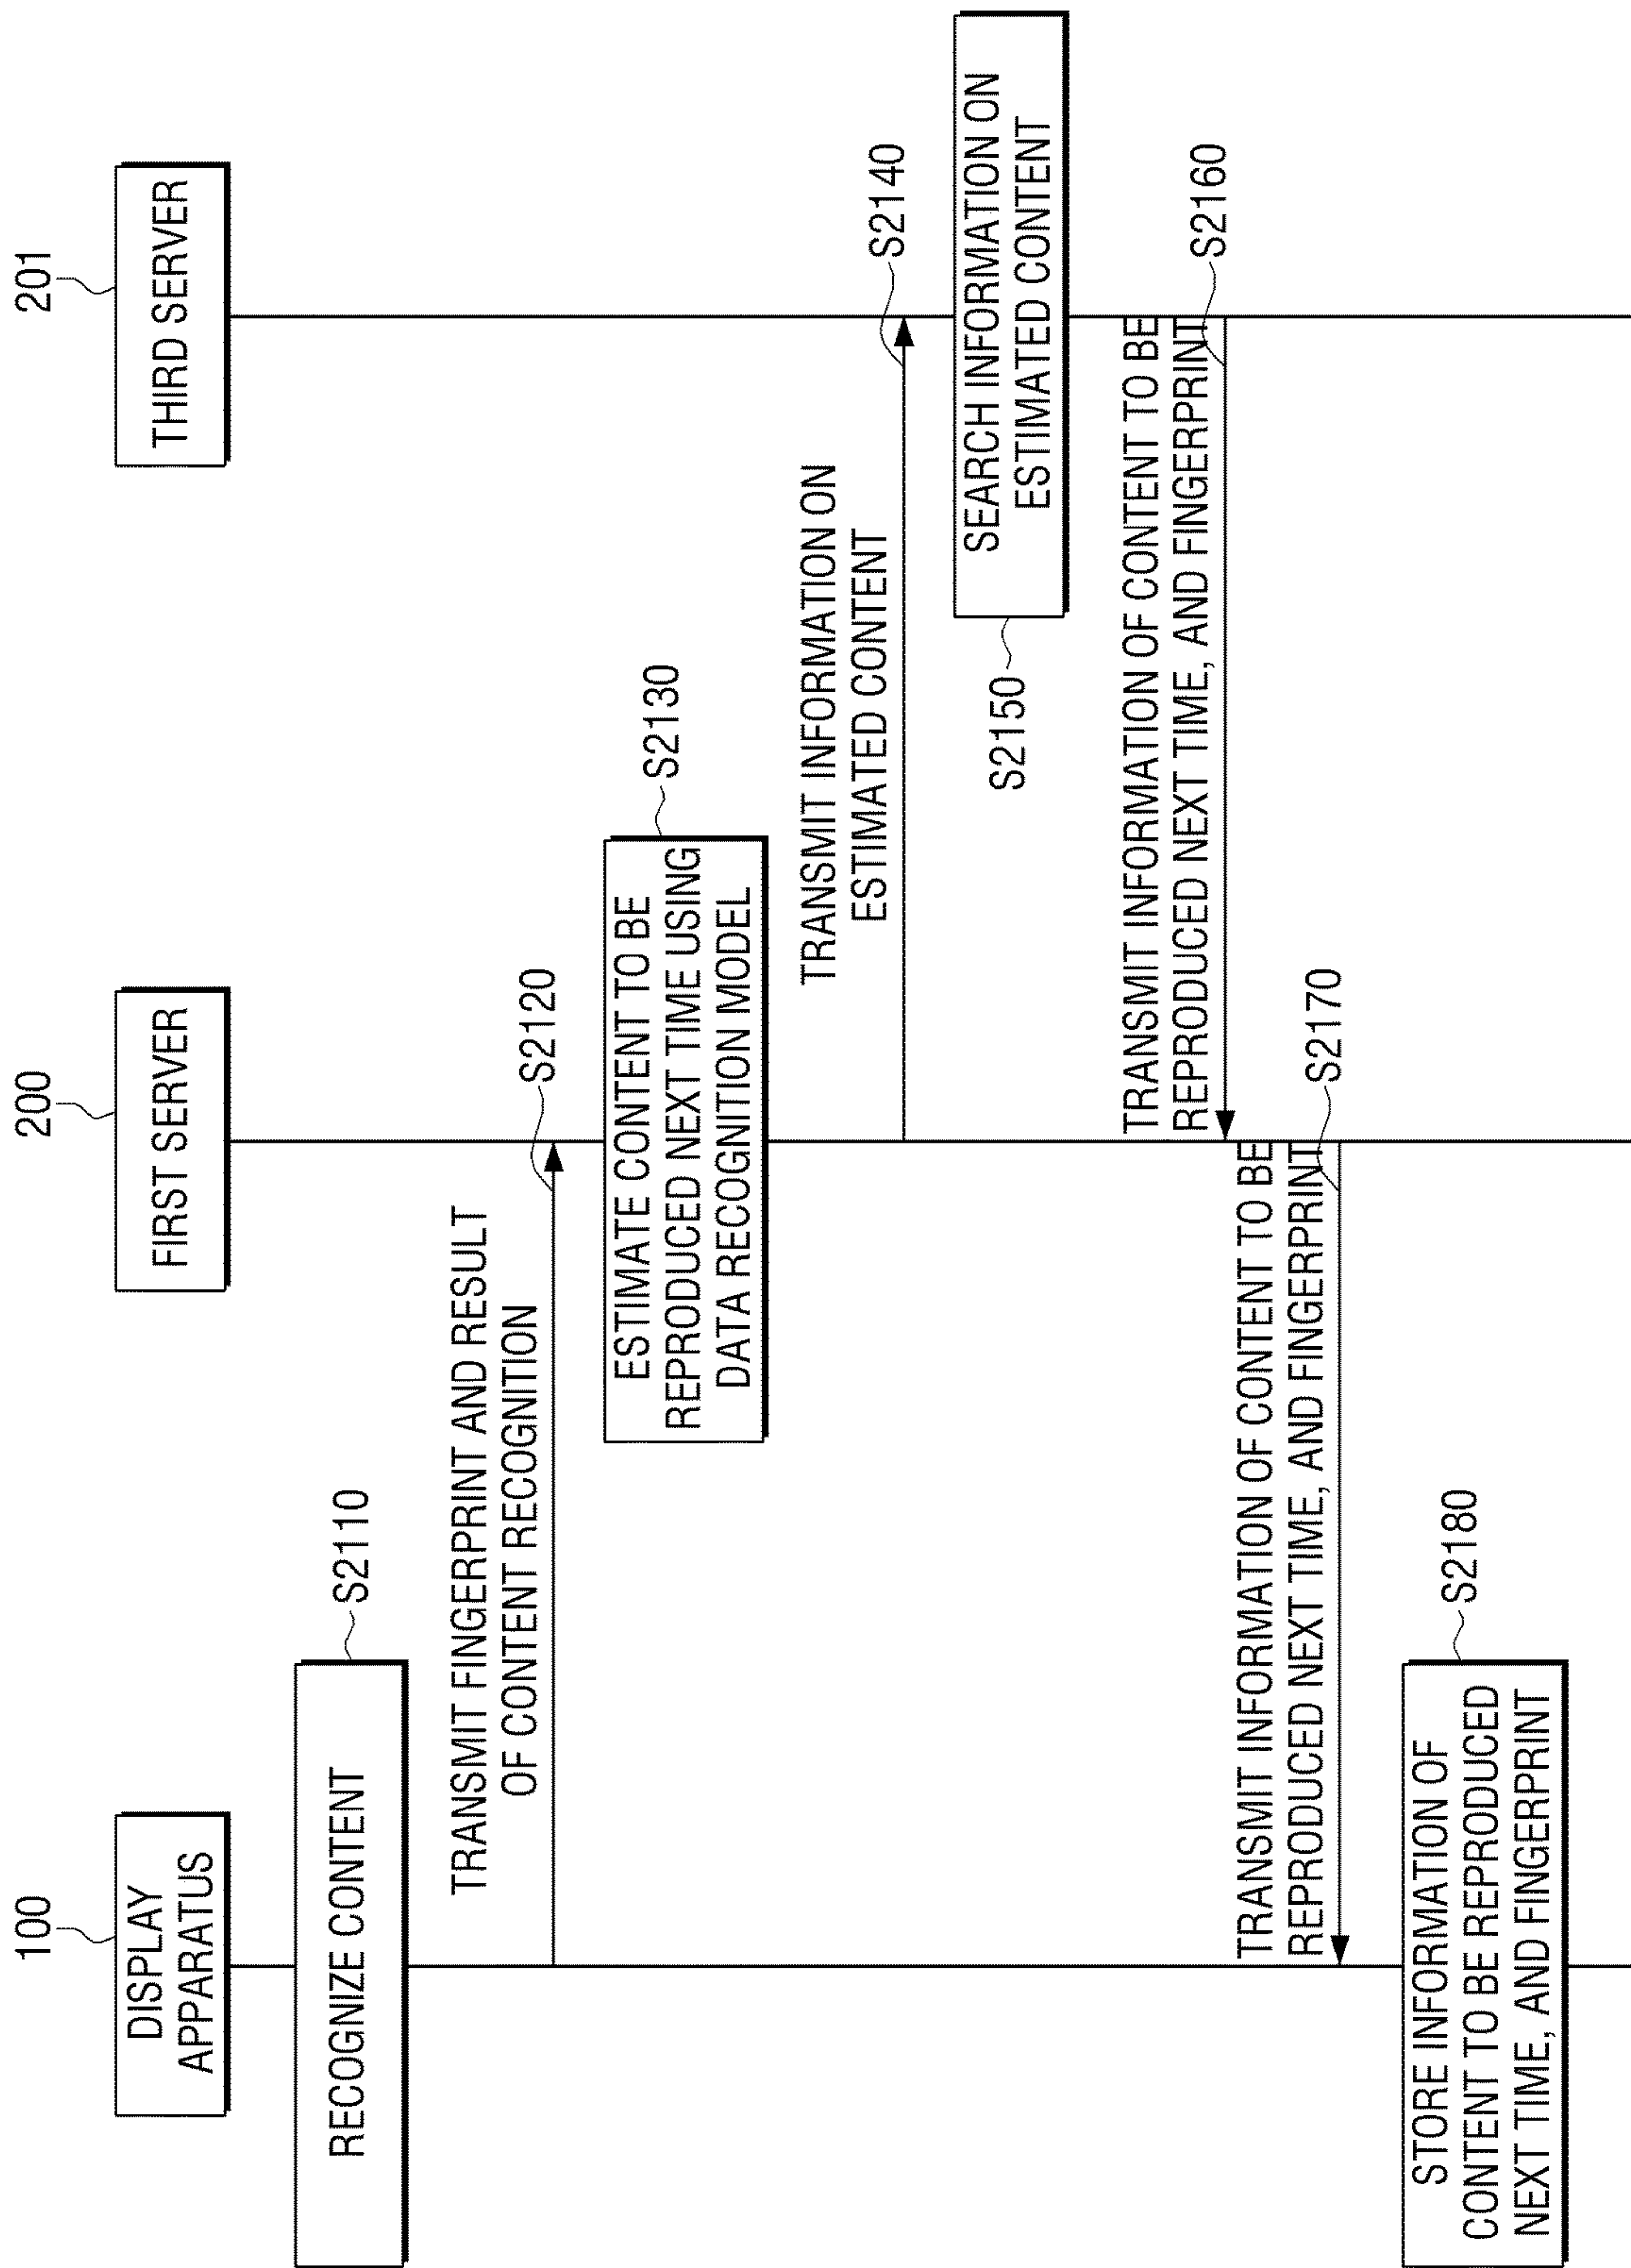 100
DISPLAY
APPARATUS
200
FIRST SERVER
201
THIRD SERVER
RECOGNIZE CONTENT
S2110
TRANSMIT FINGERPRINT AND RESULT
OF CONTENT RECOGNITION
S2120
ESTIMATE CONTENT TO BE
REPRODUCED NEXT TIME USING
DATA RECOGNITION MODEL
S2130
TRANSMIT INFORMATION ON
ESTIMATED CONTENT
S2140
S2150
SEARCH INFORMATION ON
ESTIMATED CONTENT
TRANSMIT INFORMATION OF CONTENT TO BE
REPRODUCED NEXT TIME, AND FINGERPRINT
S2160
TRANSMIT INFORMATION OF CONTENT TO BE
REPRODUCED NEXT TIME, AND FINGERPRINT
S2170
STORE INFORMATION OF
CONTENT TO BE REPRODUCED
NEXT TIME, AND FINGERPRINT
S2180